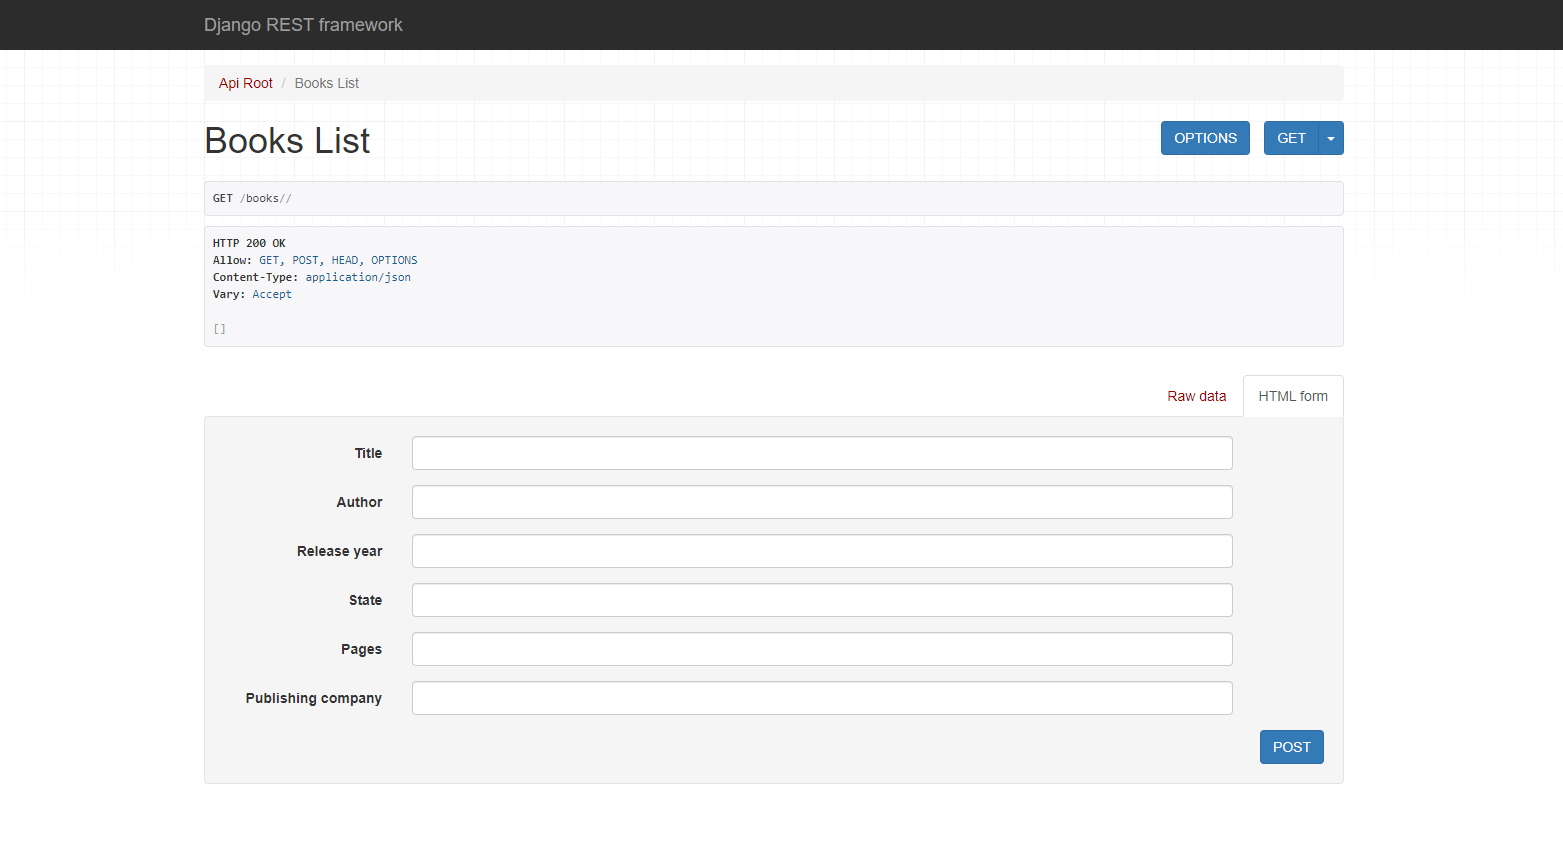 Django REST framework
Api Root / Books List
Books List
OPTIONS GET
GET /books//
HTTP 200 OK
Allow: GET, POST, HEAD, OPTIONS
Content-Type: application/json
Vary: Accept
[]
Raw data HTML form
Title
Author
Release year
State
Pages
Publishing company
POST